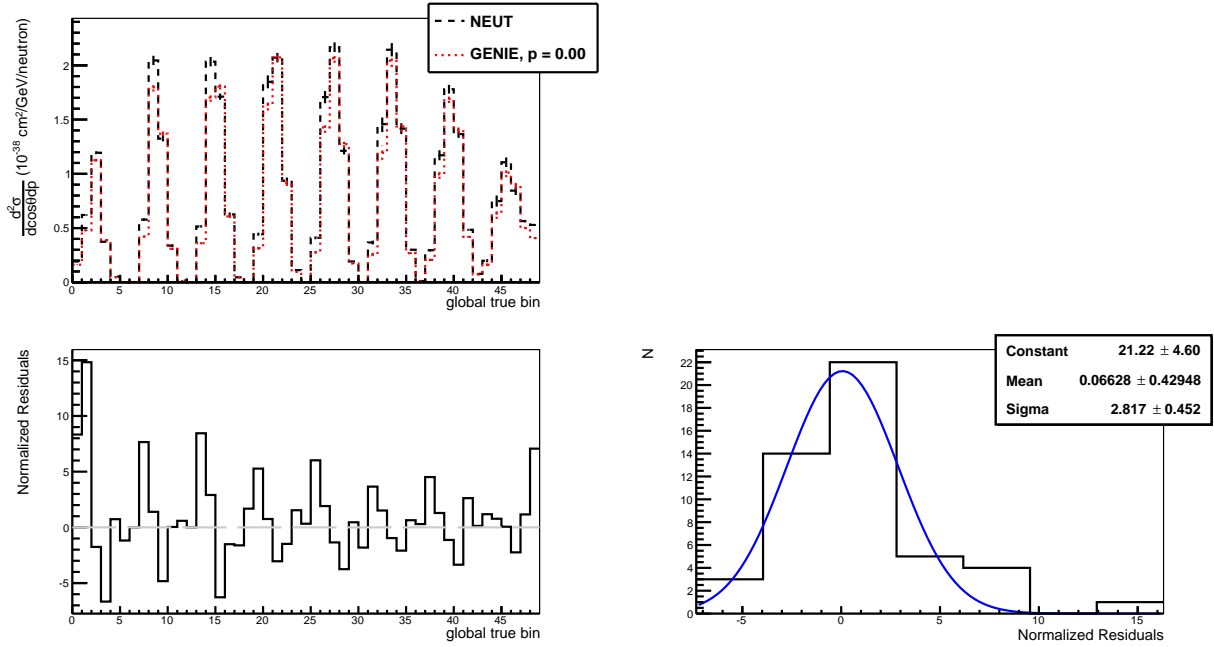 NEUT
GENIE, p = 0.00
d²σ
dcosθdp
(10⁻³⁸ cm²/GeV/neutron)
2
1.5
1
0.5
0
0 5 10 15 20 25 30 35 40 45
global true bin
Normalized Residuals
15
10
5
0
-5
0 5 10 15 20 25 30 35 40 45
global true bin
N
Constant 21.22 ± 4.60
Mean 0.06628 ± 0.42948
Sigma 2.817 ± 0.452
22
20
18
16
14
12
10
8
6
4
2
0
-5 0 5 10 15
Normalized Residuals